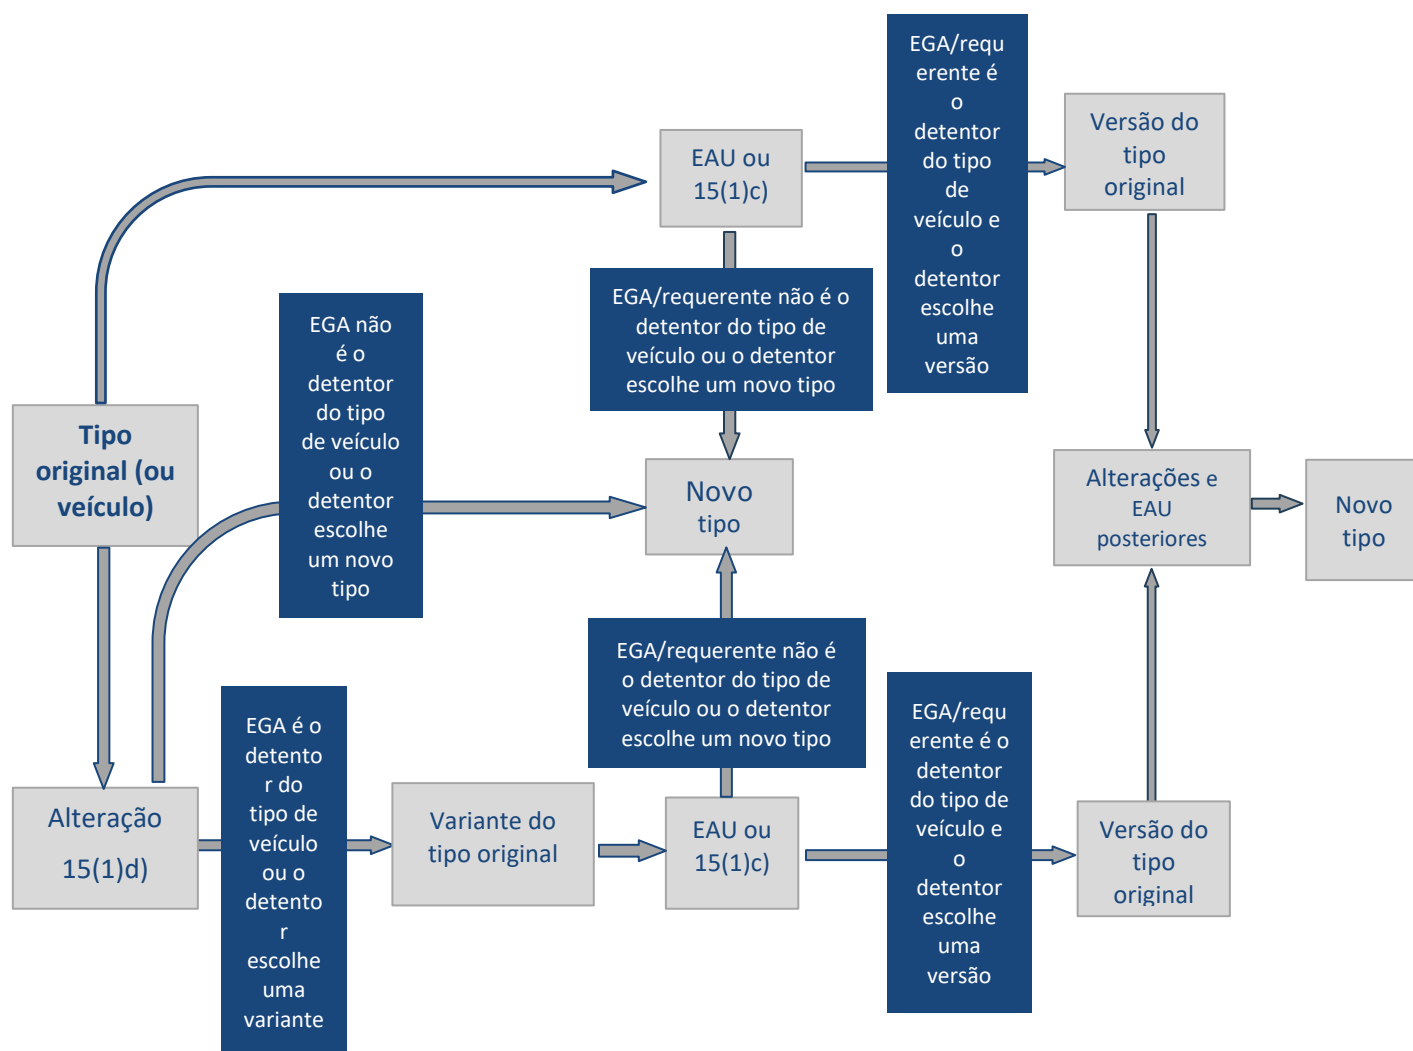 Tipo
original (ou
veículo)
EAU ou
15(1)c)
EGA/requ
erente é
o
detentor
do tipo
de
veículo e
o
detentor
escolhe
uma
versão
Versão do
tipo
original
EGA/requerente não é o
detentor do tipo de
veículo ou o detentor
escolhe um novo tipo
EGA não
é o
detentor
do tipo
de veículo
ou o
detentor
escolhe
um novo
tipo
Novo
tipo
Alterações e
EAU
posteriores
Novo
tipo
EGA/requerente não é
o detentor do tipo de
veículo ou o detentor
escolhe um novo tipo
Alteração
15(1)d)
EGA é o
detento
r do
tipo de
veículo
ou o
detento
r
escolhe
uma
variante
Variante do
tipo original
EAU ou
15(1)c)
EGA/requ
erente é o
detentor
do tipo de
veículo e
o
detentor
escolhe
uma
versão
Versão do
tipo
original